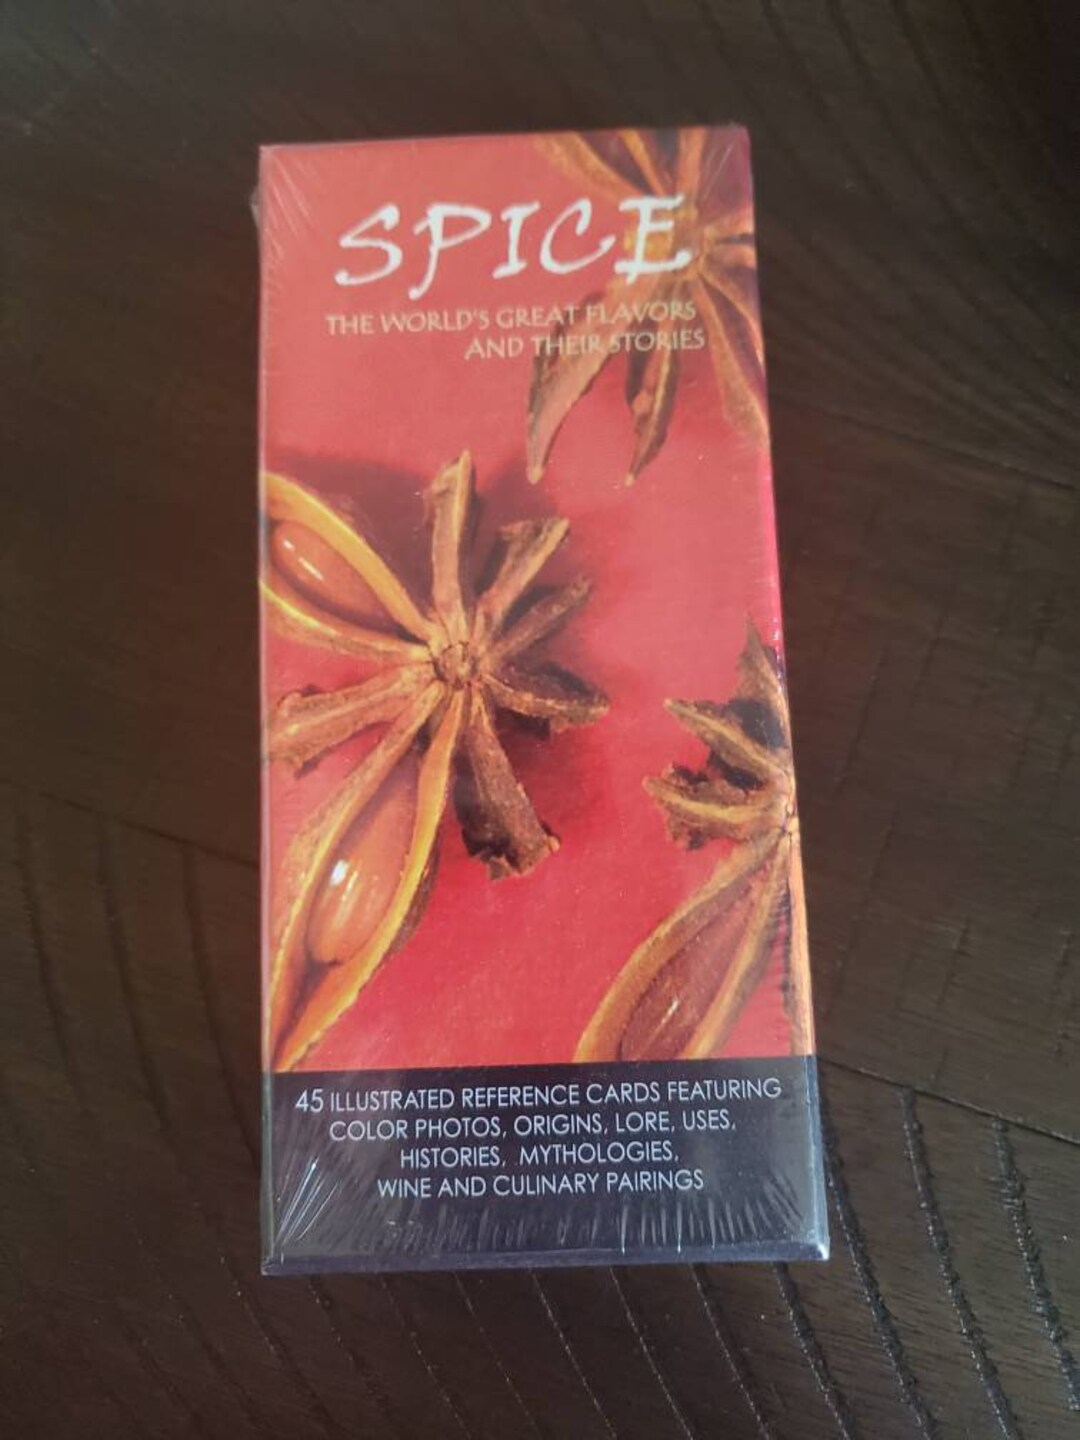 SPICE
THE WORLD'S GREAT FLAVORS
AND THEIR STORIES
45 ILLUSTRATED REFERENCE CARDS FEATURING
COLOR PHOTOS, ORIGINS, LORE, USES,
HISTORIES, MYTHOLOGIES,
WINE AND CULINARY PAIRINGS